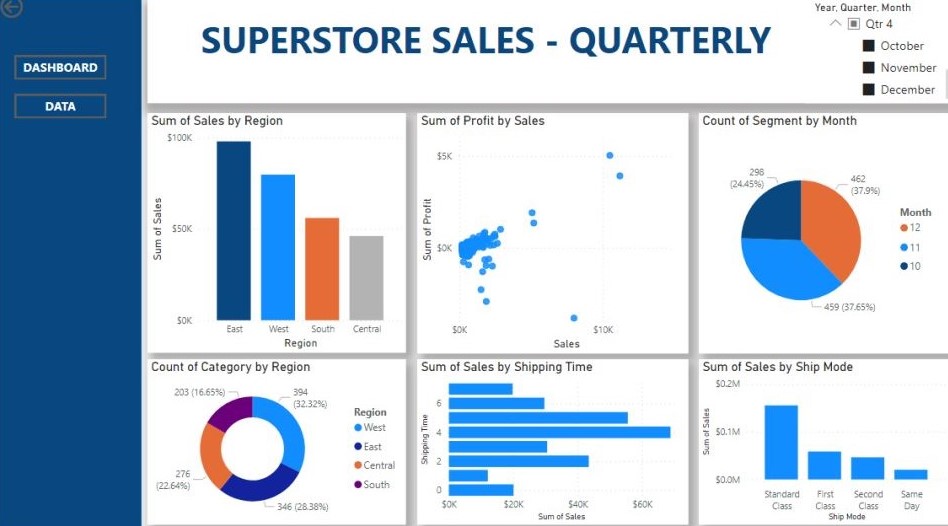 Year, Quarter, Month
Qtr 4
October
November
December
SUPERSTORE SALES - QUARTERLY
DASHBOARD
DATA
Sum of Sales by Region
$100K
$50K
$0K
Sum of Sales
East West South Central
Region
Sum of Profit by Sales
$5K
$0K
Sum of Profit
$0K $10K
Sales
Count of Segment by Month
298
(24.45%)
462
(37.9%)
459 (37.65%)
Month
12
11
10
Count of Category by Region
203 (16.65%)
394
(32.32%)
276
(22.64%)
346 (28.38%)
Region
West
East
Central
South
Sum of Sales by Shipping Time
6
4
2
0
Shipping Time
$0K $20K $40K $60K
Sum of Sales
Sum of Sales by Ship Mode
$0.2M
$0.1M
$0.0M
Sum of Sales
Standard First Second Same
Class Class Class Day
Ship Mode